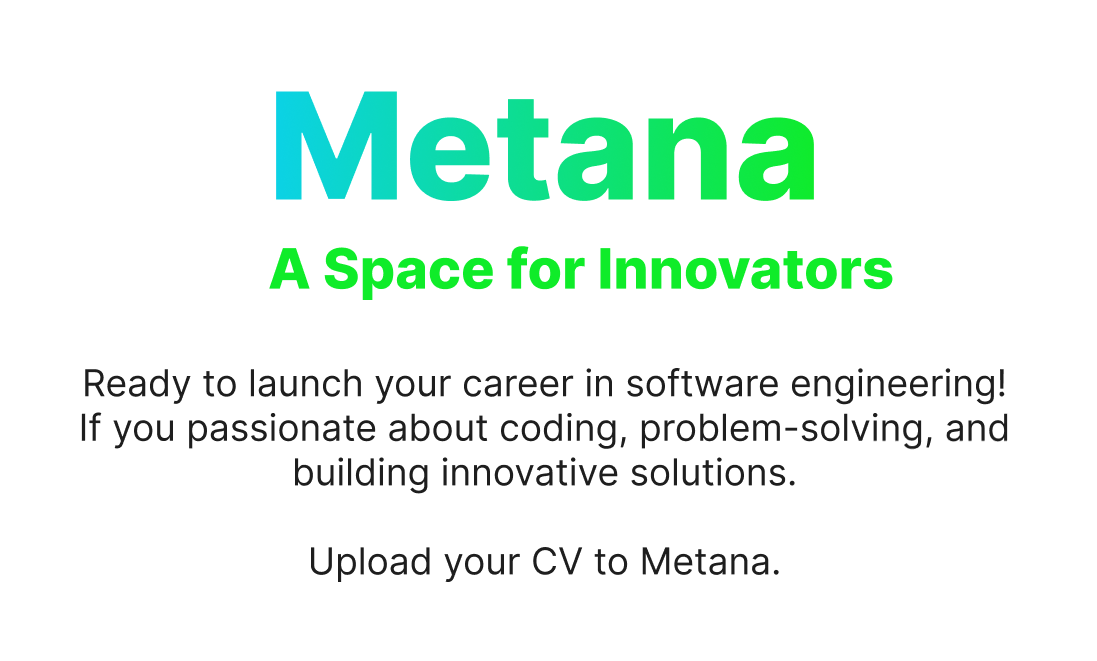 Metana
A Space for Innovators
Ready to launch your career in software engineering!
If you passionate about coding, problem-solving, and
building innovative solutions.
Upload your CV to Metana.